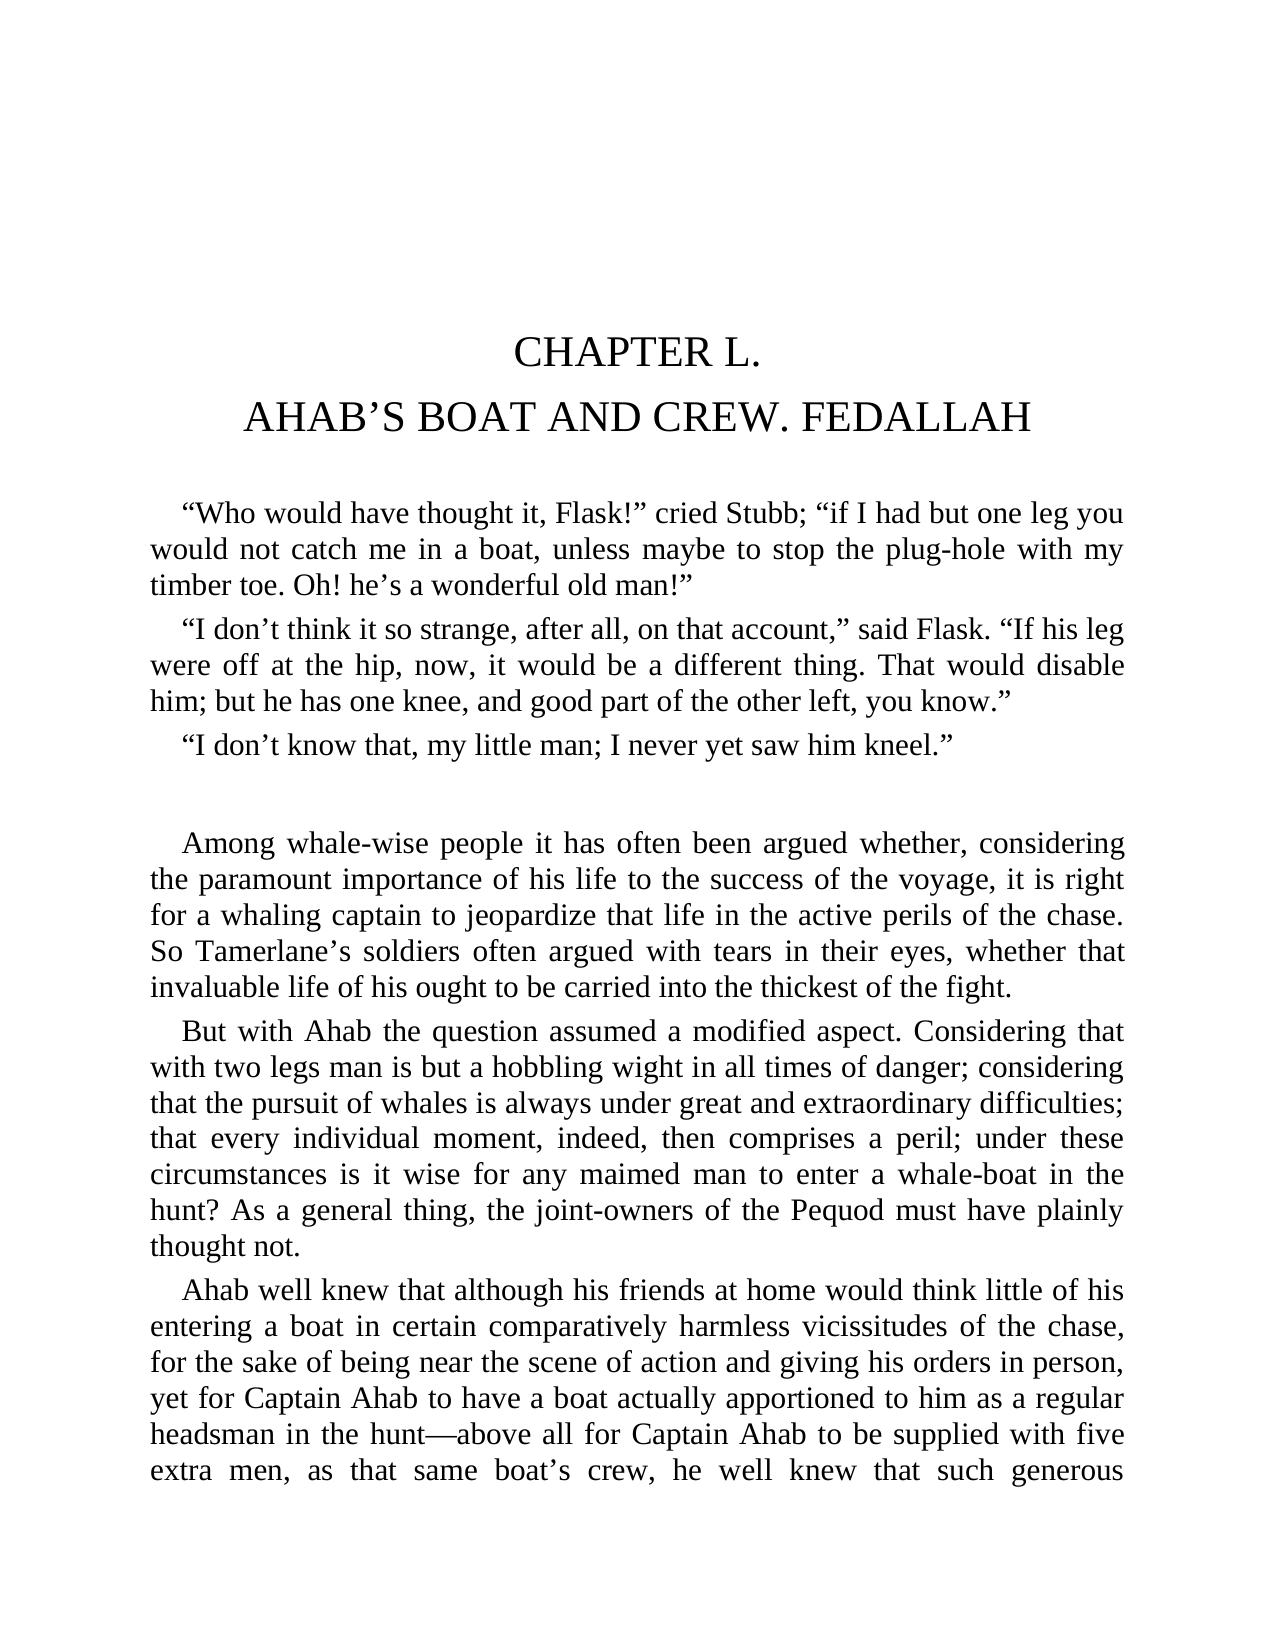 CHAPTER L.
AHAB’S BOAT AND CREW. FEDALLAH
“Who would have thought it, Flask!” cried Stubb; “if I had but one leg you
would not catch me in a boat, unless maybe to stop the plug-hole with my
timber toe. Oh! he’s a wonderful old man!”
“I don’t think it so strange, after all, on that account,” said Flask. “If his leg
were off at the hip, now, it would be a different thing. That would disable
him; but he has one knee, and good part of the other left, you know.”
“I don’t know that, my little man; I never yet saw him kneel.”
Among whale-wise people it has often been argued whether, considering
the paramount importance of his life to the success of the voyage, it is right
for a whaling captain to jeopardize that life in the active perils of the chase.
So Tamerlane’s soldiers often argued with tears in their eyes, whether that
invaluable life of his ought to be carried into the thickest of the fight.
But with Ahab the question assumed a modified aspect. Considering that
with two legs man is but a hobbling wight in all times of danger; considering
that the pursuit of whales is always under great and extraordinary difficulties;
that every individual moment, indeed, then comprises a peril; under these
circumstances is it wise for any maimed man to enter a whale-boat in the
hunt? As a general thing, the joint-owners of the Pequod must have plainly
thought not.
Ahab well knew that although his friends at home would think little of his
entering a boat in certain comparatively harmless vicissitudes of the chase,
for the sake of being near the scene of action and giving his orders in person,
yet for Captain Ahab to have a boat actually apportioned to him as a regular
headsman in the hunt—above all for Captain Ahab to be supplied with five
extra men, as that same boat’s crew, he well knew that such generous